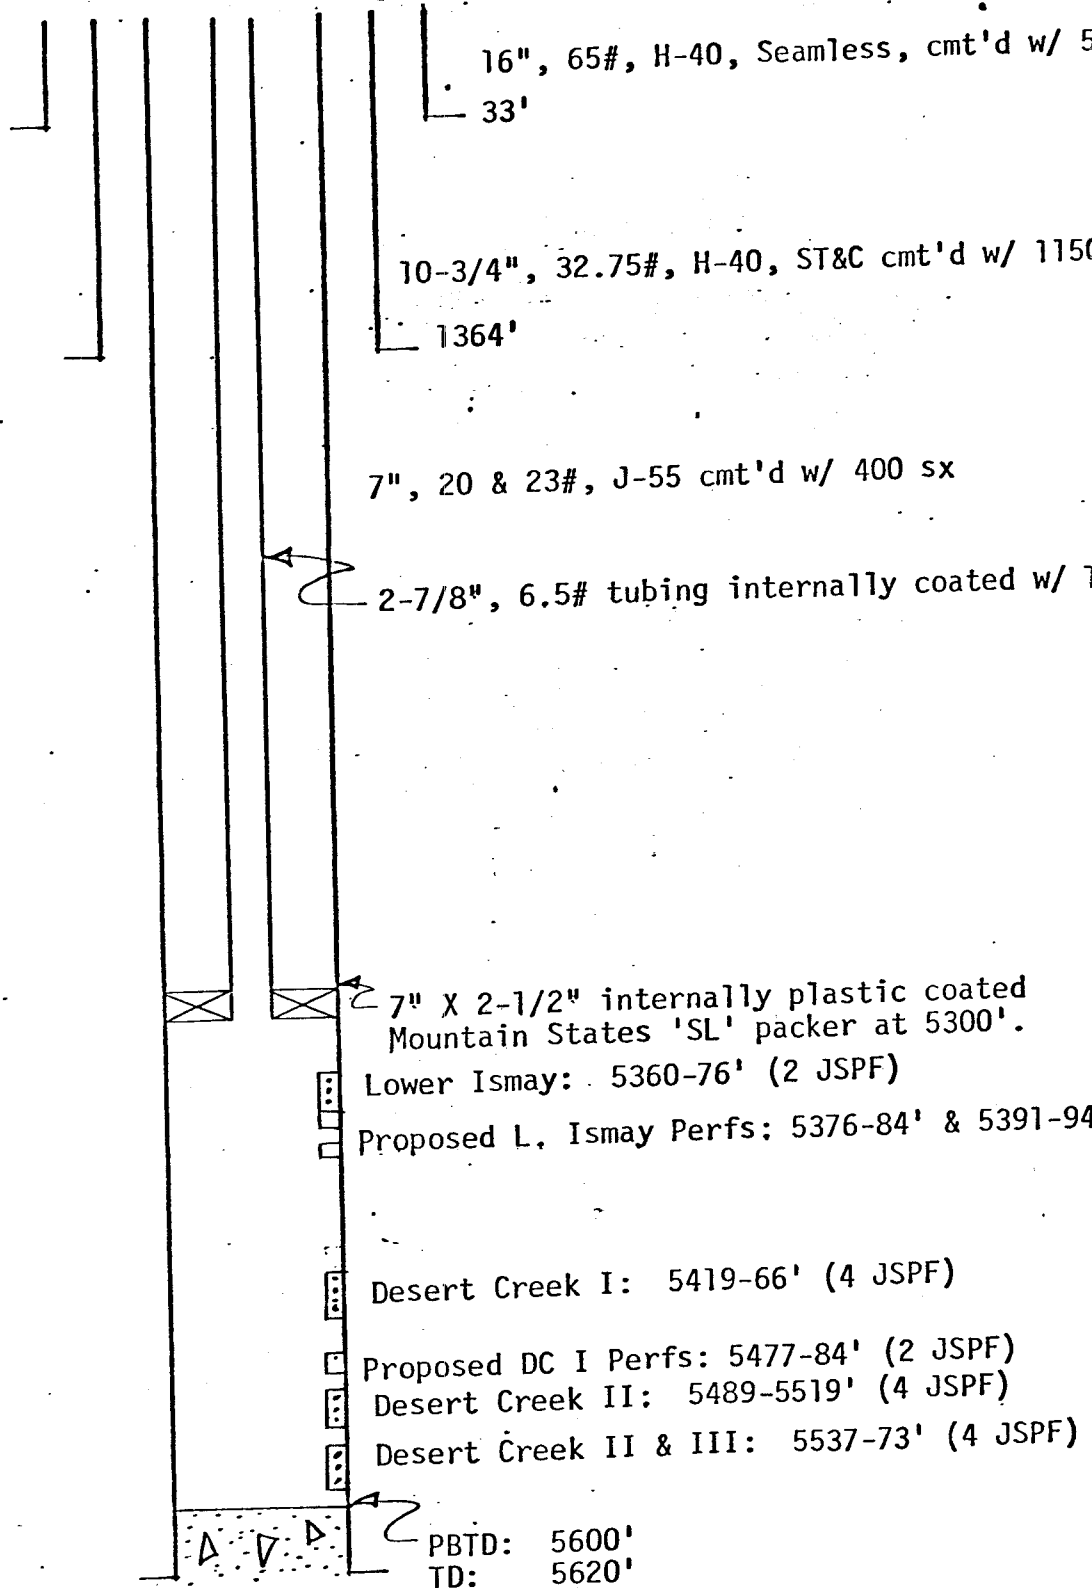 16", 65#, H-40, Seamless, cmt'd w/ 5
33'
10-3/4", 32.75#, H-40, ST&C cmt'd w/ 1150
1364'
7", 20 & 23#, J-55 cmt'd w/ 400 sx
2-7/8", 6.5# tubing internally coated w/
7" X 2-1/2" internally plastic coated
Mountain States 'SL' packer at 5300'.
Lower Ismay: 5360-76' (2 JSPF)
Proposed L. Ismay Perfs: 5376-84' & 5391-94
Desert Creek I: 5419-66' (4 JSPF)
Proposed DC I Perfs: 5477-84' (2 JSPF)
Desert Creek II: 5489-5519' (4 JSPF)
Desert Creek II & III: 5537-73' (4 JSPF)
PBTD: 5600'
TD: 5620'